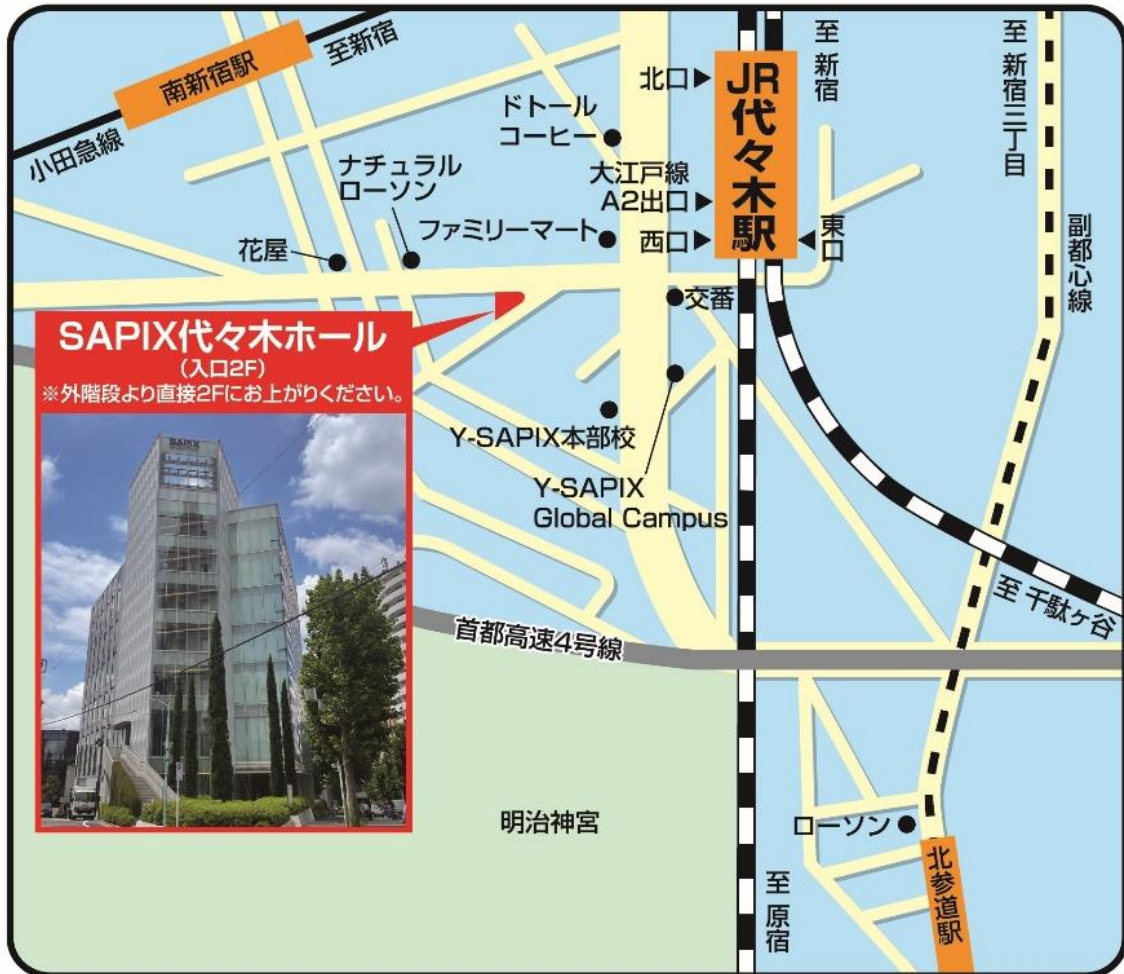 南新宿駅
至新宿
小田急線
北口
JR代々木駅
至 新宿
至 新宿三丁目
ドトール
コーヒー
大江戸線
A2出口
ナチュラル
ローソン
ファミリーマート
西口
東口
副都心線
花屋
交番
SAPIX代々木ホール
(入口2F)
※外階段より直接2Fにお上がりください。
SAPIX
Y-SAPIX本部校
Y-SAPIX
Global Campus
至 千駄ヶ谷
首都高速4号線
明治神宮
ローソン
北参道駅
至 原宿